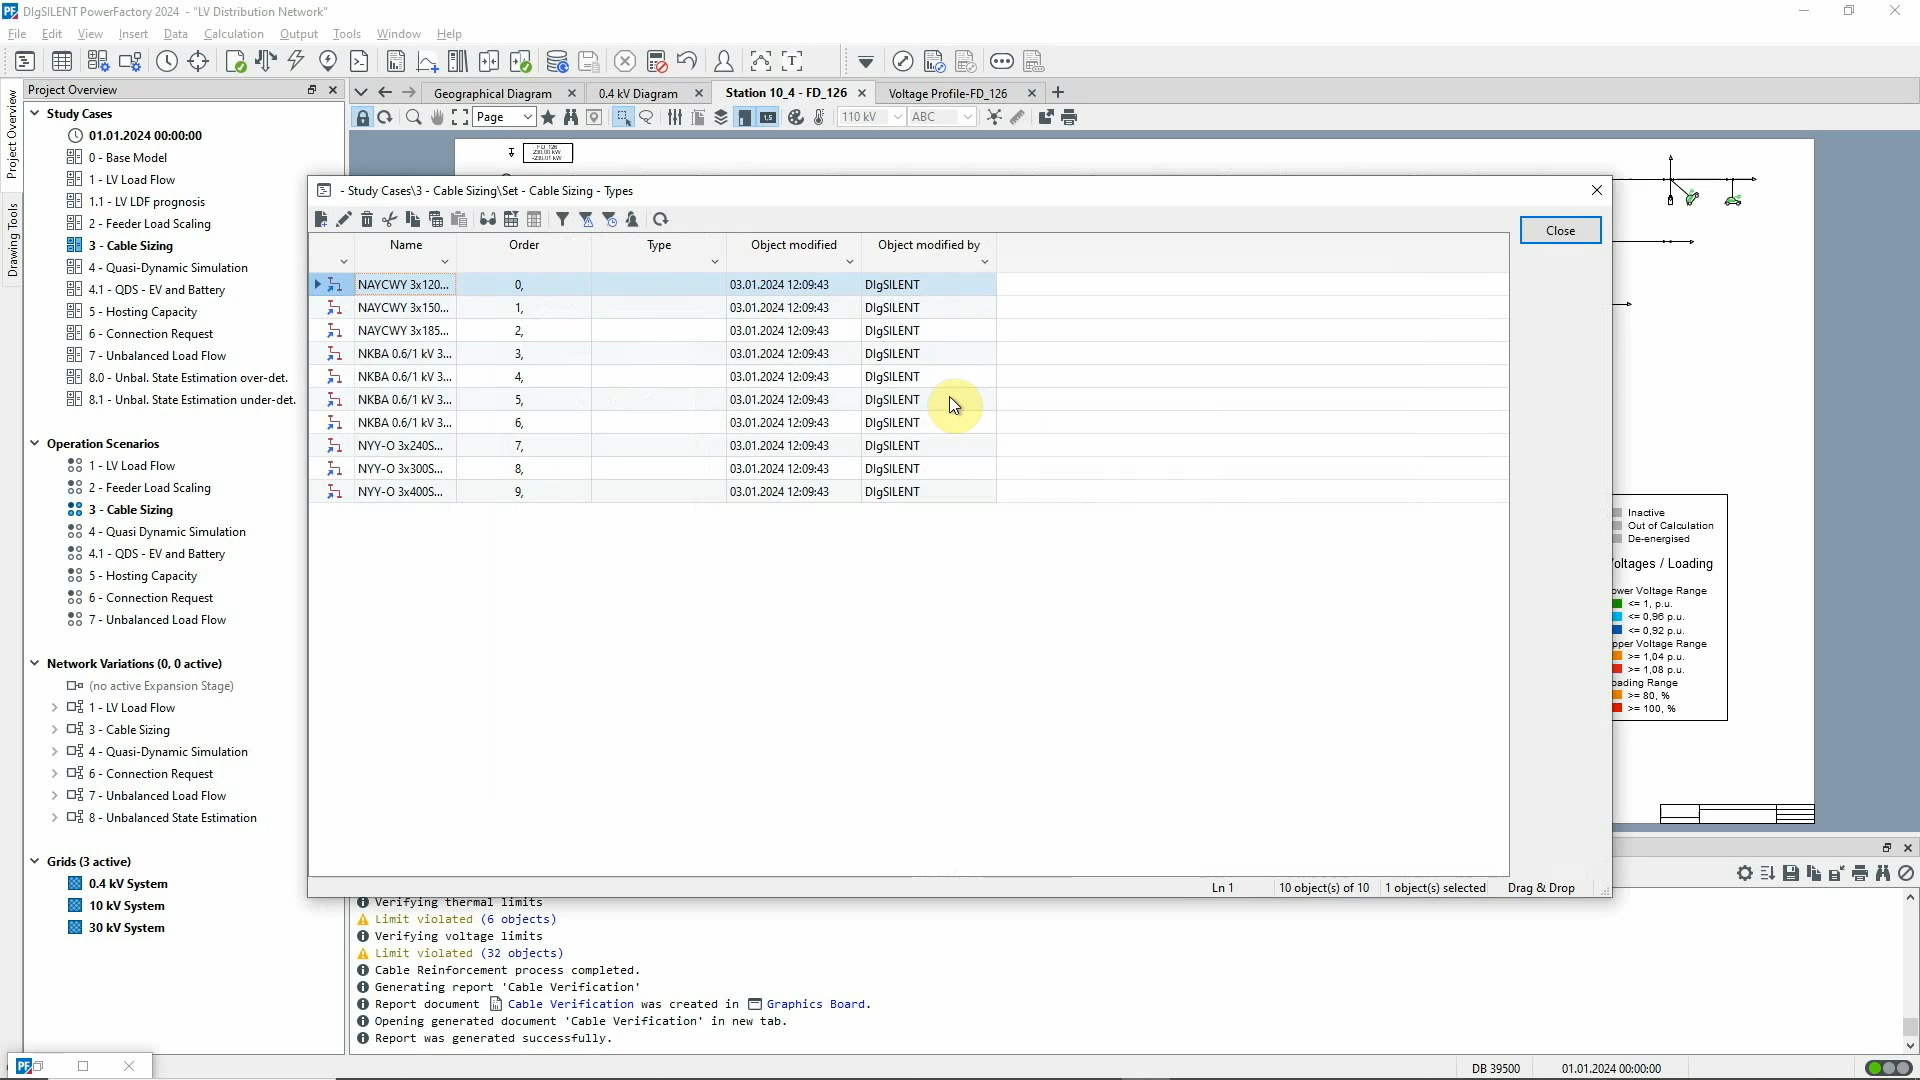 DIgSILENT PowerFactory 2024 - "LV Distribution Network"
File Edit View Insert Data Calculation Output Tools Window Help
Project Overview
Geographical Diagram
0.4 kV Diagram
Station 10_4 - FD_126
Voltage Profile-FD_126
Page
110 kV
ABC
Project Overview
Drawing Tools
Study Cases
01.01.2024 00:00:00
0 - Base Model
1 - LV Load Flow
1.1 - LV LDF prognosis
2 - Feeder Load Scaling
3 - Cable Sizing
4 - Quasi-Dynamic Simulation
4.1 - QDS - EV and Battery
5 - Hosting Capacity
6 - Connection Request
7 - Unbalanced Load Flow
8.0 - Unbal. State Estimation over-det.
8.1 - Unbal. State Estimation under-det.
Operation Scenarios
1 - LV Load Flow
2 - Feeder Load Scaling
3 - Cable Sizing
4 - Quasi Dynamic Simulation
4.1 - QDS - EV and Battery
5 - Hosting Capacity
6 - Connection Request
7 - Unbalanced Load Flow
Network Variations (0, 0 active)
(no active Expansion Stage)
1 - LV Load Flow
3 - Cable Sizing
4 - Quasi-Dynamic Simulation
6 - Connection Request
7 - Unbalanced Load Flow
8 - Unbalanced State Estimation
Grids (3 active)
0.4 kV System
10 kV System
30 kV System
- Study Cases\3 - Cable Sizing\Set - Cable Sizing - Types
Close
Name Order Type Object modified Object modified by
NAYCWY 3x120... 0, 03.01.2024 12:09:43 DIgSILENT
NAYCWY 3x150... 1, 03.01.2024 12:09:43 DIgSILENT
NAYCWY 3x185... 2, 03.01.2024 12:09:43 DIgSILENT
NKBA 0.6/1 kV 3... 3, 03.01.2024 12:09:43 DIgSILENT
NKBA 0.6/1 kV 3... 4, 03.01.2024 12:09:43 DIgSILENT
NKBA 0.6/1 kV 3... 5, 03.01.2024 12:09:43 DIgSILENT
NKBA 0.6/1 kV 3... 6, 03.01.2024 12:09:43 DIgSILENT
NYY-O 3x240S... 7, 03.01.2024 12:09:43 DIgSILENT
NYY-O 3x300S... 8, 03.01.2024 12:09:43 DIgSILENT
NYY-O 3x400S... 9, 03.01.2024 12:09:43 DIgSILENT
Ln 1 10 object(s) of 10 1 object(s) selected Drag & Drop
Inactive
Out of Calculation
De-energised
oltages / Loading
ower Voltage Range
<= 1, p.u.
<= 0,96 p.u.
<= 0,92 p.u.
pper Voltage Range
>= 1,04 p.u.
>= 1,08 p.u.
oading Range
>= 80, %
>= 100, %
Verifying thermal limits
Limit violated (6 objects)
Verifying voltage limits
Limit violated (32 objects)
Cable Reinforcement process completed.
Generating report 'Cable Verification'
Report document Cable Verification was created in Graphics Board.
Opening generated document 'Cable Verification' in new tab.
Report was generated successfully.
DB 39500 01.01.2024 00:00:00